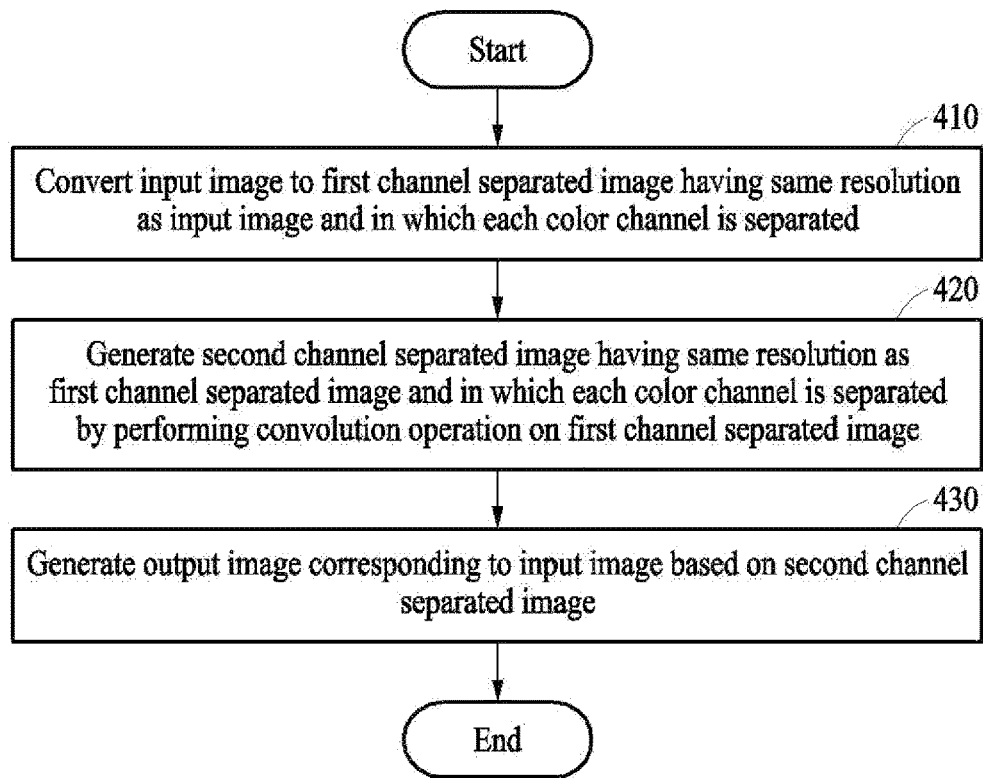 Start
410
Convert input image to first channel separated image having same resolution
as input image and in which each color channel is separated
420
Generate second channel separated image having same resolution as
first channel separated image and in which each color channel is separated
by performing convolution operation on first channel separated image
430
Generate output image corresponding to input image based on second channel
separated image
End